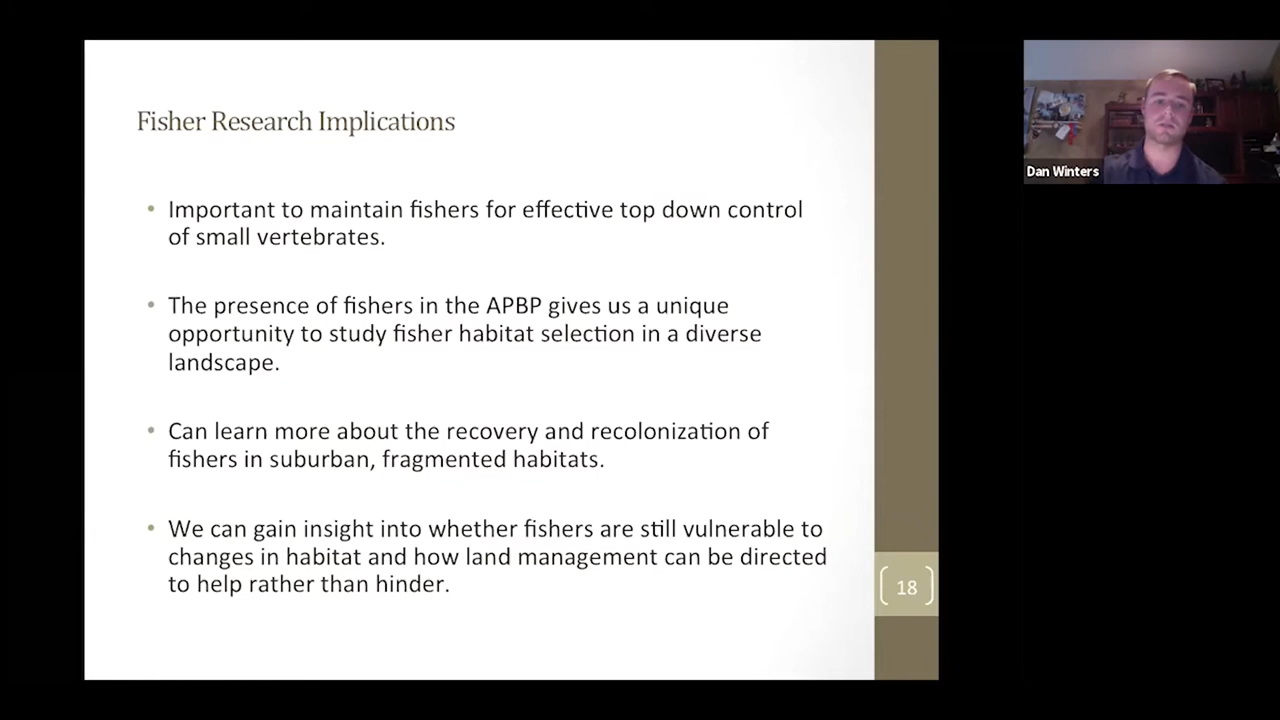 Fisher Research Implications
• Important to maintain fishers for effective top down control
of small vertebrates.
• The presence of fishers in the APBP gives us a unique
opportunity to study fisher habitat selection in a diverse
landscape.
• Can learn more about the recovery and recolonization of
fishers in suburban, fragmented habitats.
• We can gain insight into whether fishers are still vulnerable to
changes in habitat and how land management can be directed
to help rather than hinder.
18
Dan Winters